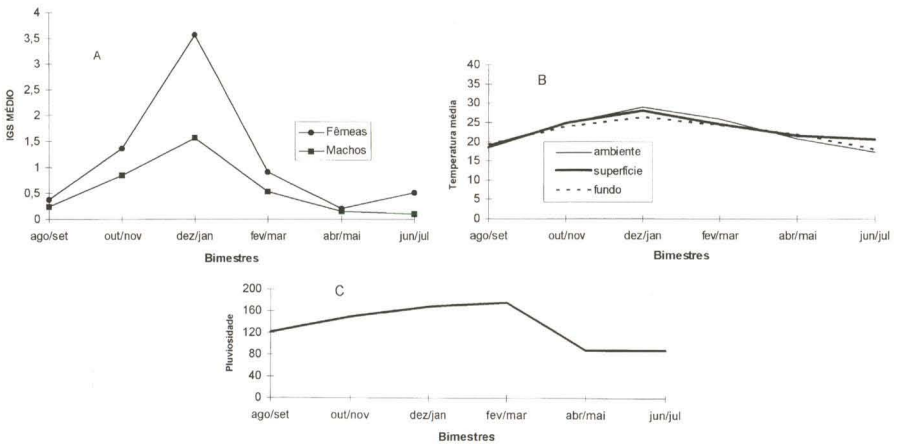 A
IGS MÉDIO
4
3,5
3
2,5
2
1,5
1
0,5
0
Fêmeas
Machos
ago/set out/nov dez/jan fev/mar abr/mai jun/jul
Bimestres
B
Temperatura média
40
35
30
25
20
15
10
5
0
ambiente
superfície
fundo
ago/set out/nov dez/jan fev/mar abr/mai jun/jul
Bimestres
C
Pluviosidade
200
160
120
80
40
0
ago/set out/nov dez/jan fev/mar abr/mai jun/jul
Bimestres